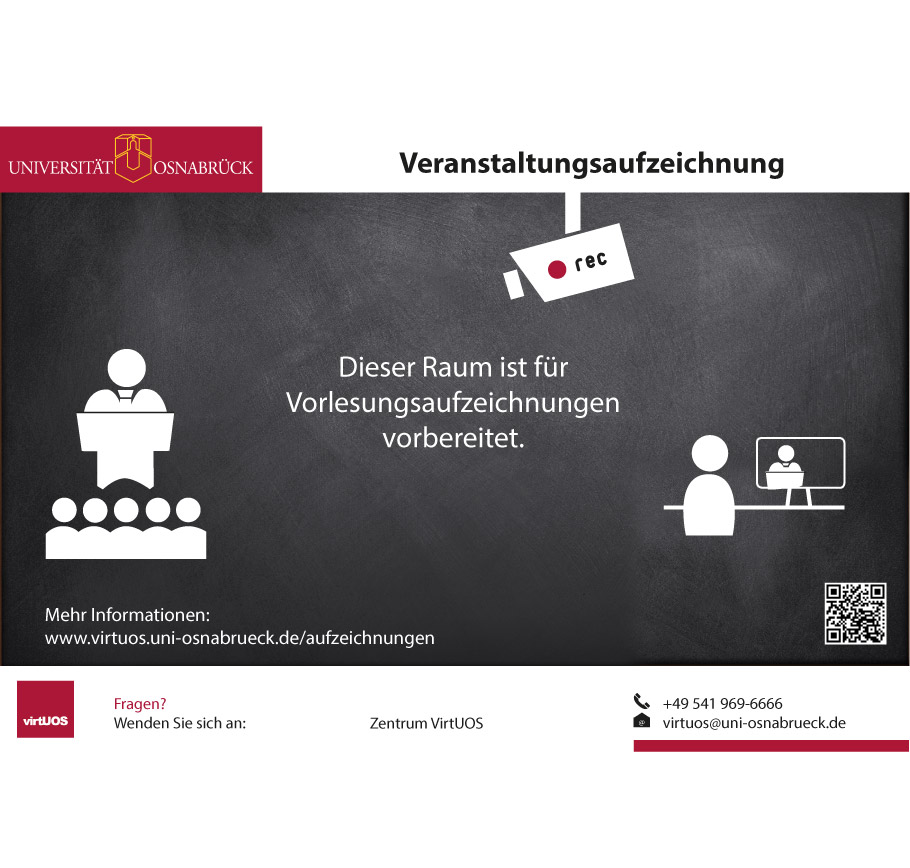 UNIVERSITÄT OSNABRÜCK
Veranstaltungsaufzeichnung
rec
Dieser Raum ist für
Vorlesungsaufzeichnungen
vorbereitet.
Mehr Informationen:
www.virtuos.uni-osnabrueck.de/aufzeichnungen
virtUOS
Fragen?
Wenden Sie sich an:
Zentrum VirtUOS
+49 541 969-6666
@ virtuos@uni-osnabrueck.de